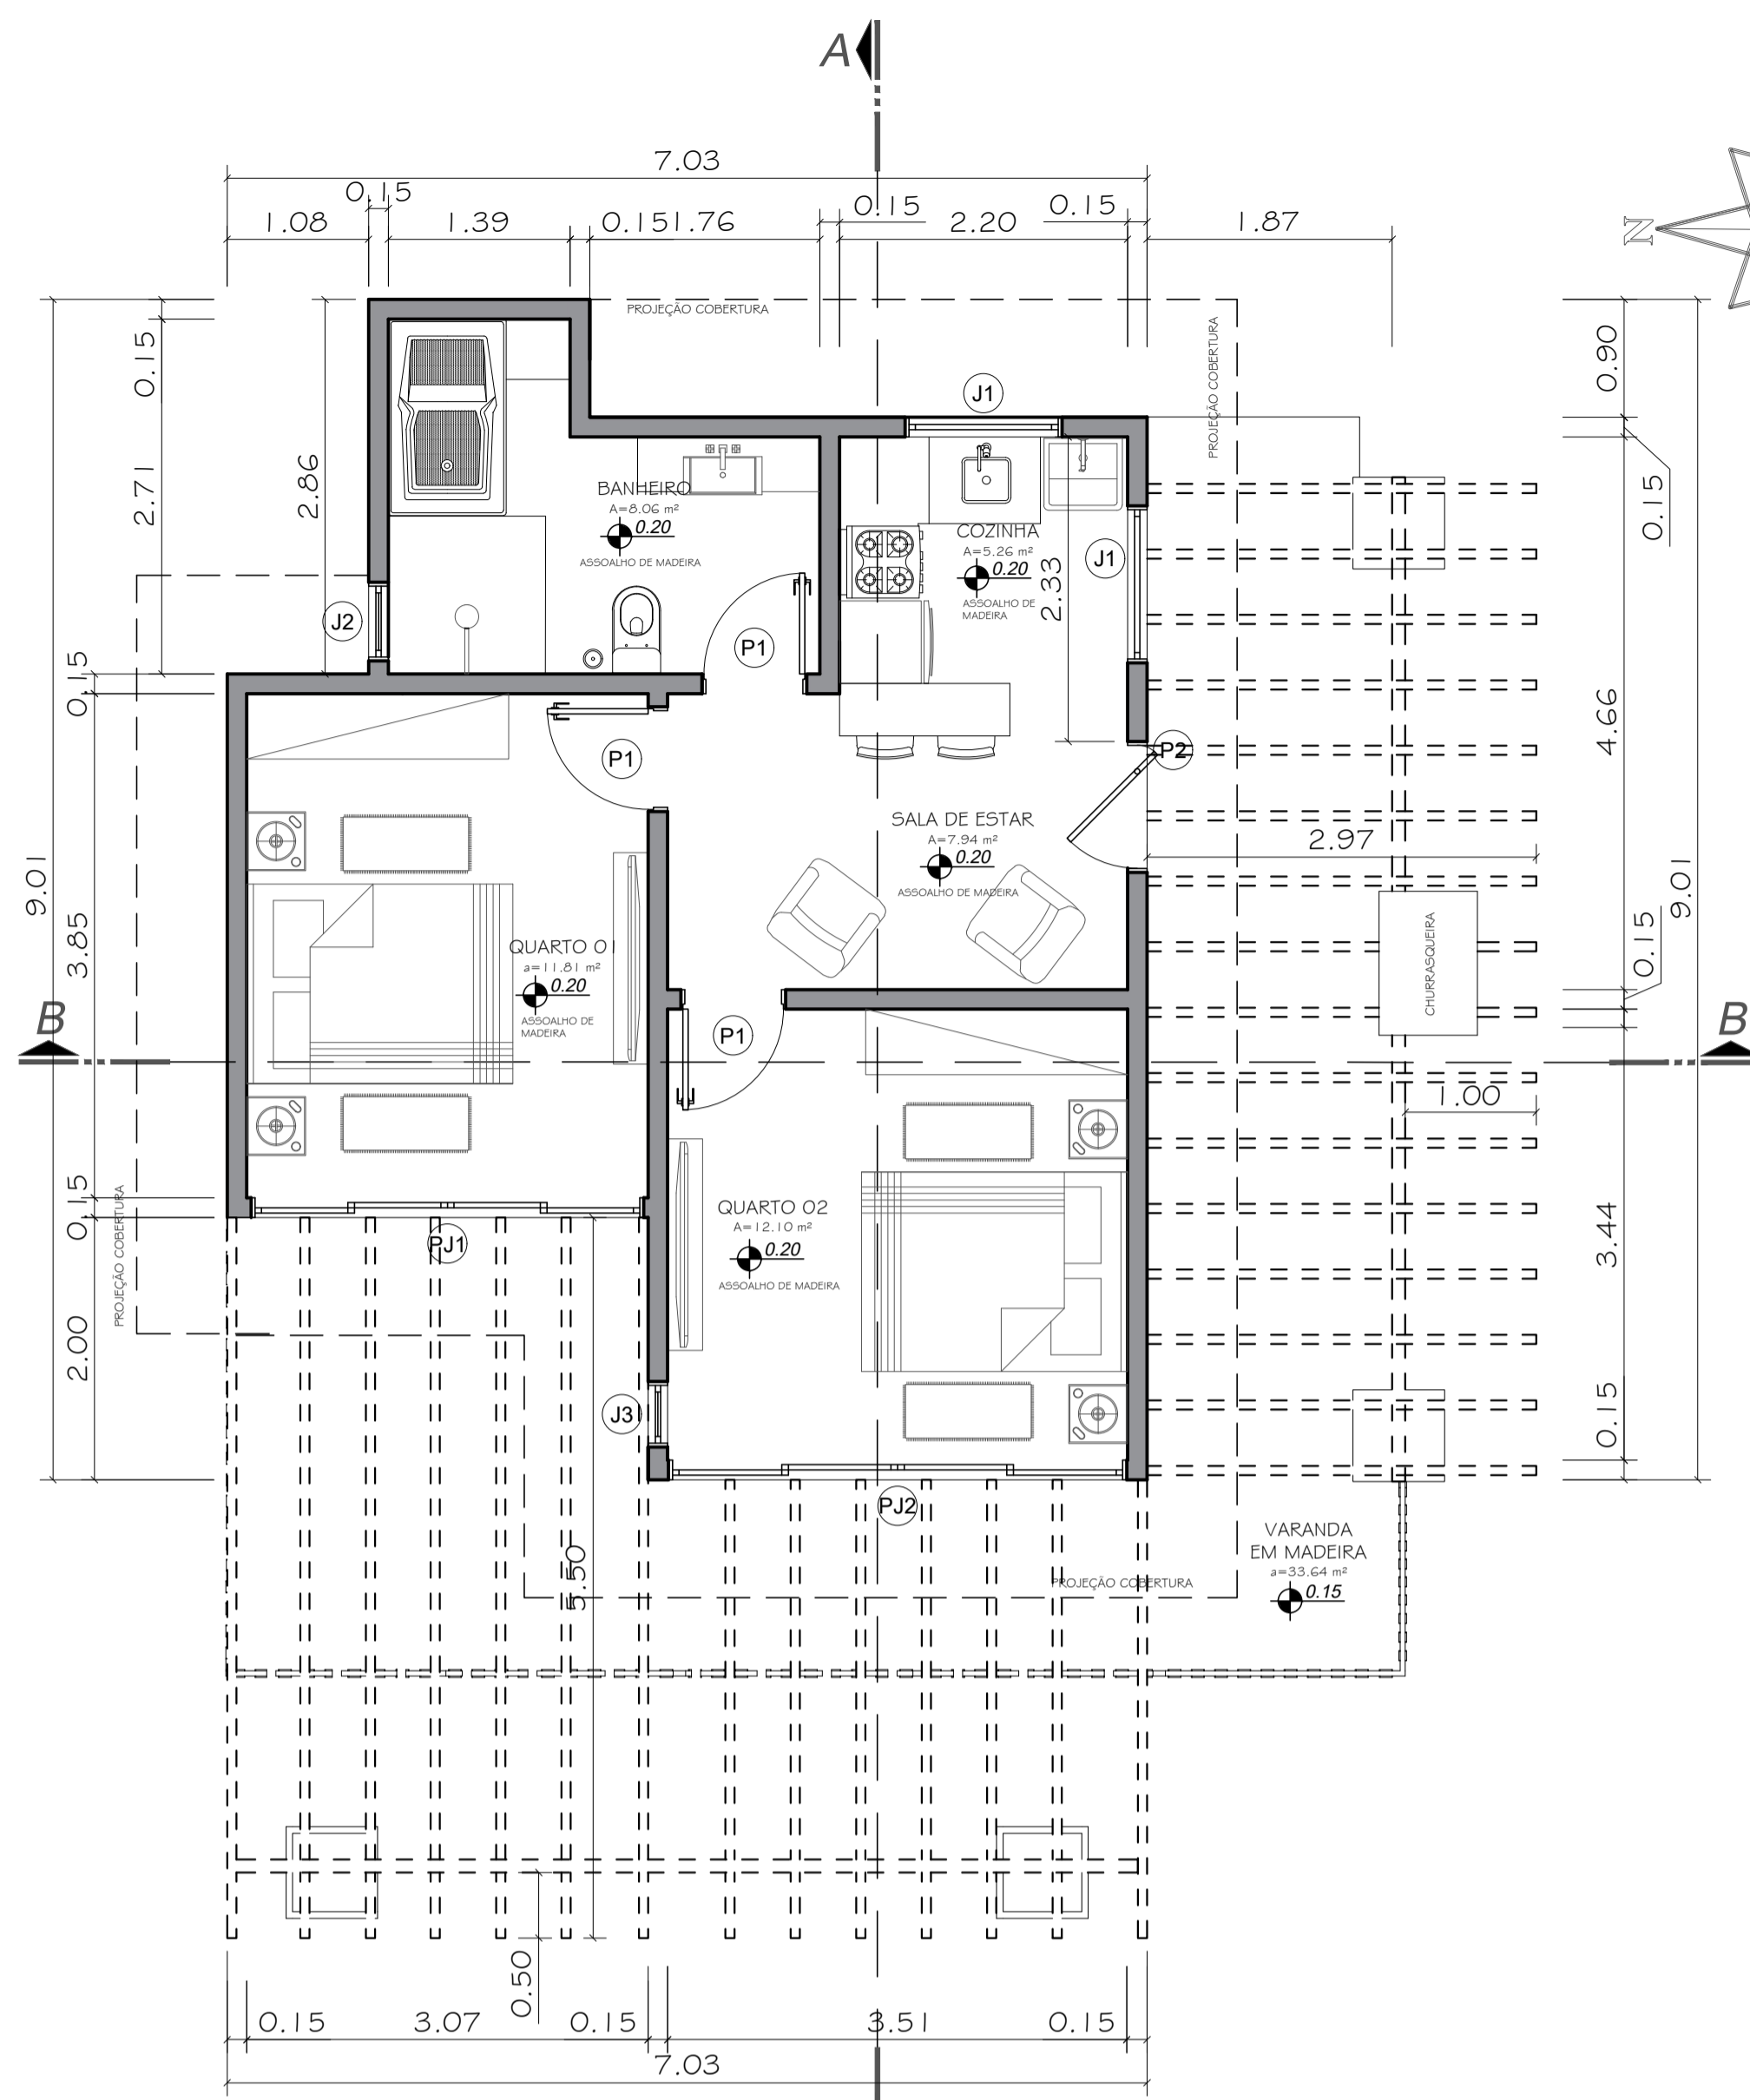 A
7.03
0.15
1.08
1.39
0.15
1.76
0.15
2.20
0.15
1.87
N
PROJEÇÃO COBERTURA
PROJEÇÃO COBERTURA
0.15
2.71
2.86
0.90
0.15
J1
BANHEIRO
A=8.06 m²
0.20
ASSOALHO DE MADEIRA
COZINHA
A=5.26 m²
0.20
ASSOALHO DE
MADEIRA
2.33
J1
J2
P1
0.15
P1
P2
4.66
SALA DE ESTAR
A=7.94 m²
0.20
ASSOALHO DE MADEIRA
2.97
9.01
3.85
QUARTO 01
a=11.81 m²
0.20
ASSOALHO DE
MADEIRA
CHURRASQUEIRA
0.15
9.01
B
P1
B
1.00
PROJEÇÃO COBERTURA
0.15
PJ1
QUARTO 02
A=12.10 m²
0.20
ASSOALHO DE MADEIRA
3.44
2.00
J3
0.15
PJ2
VARANDA
EM MADEIRA
a=33.64 m²
0.15
PROJEÇÃO COBERTURA
5.50
0.50
0.15
3.07
0.15
3.51
0.15
7.03